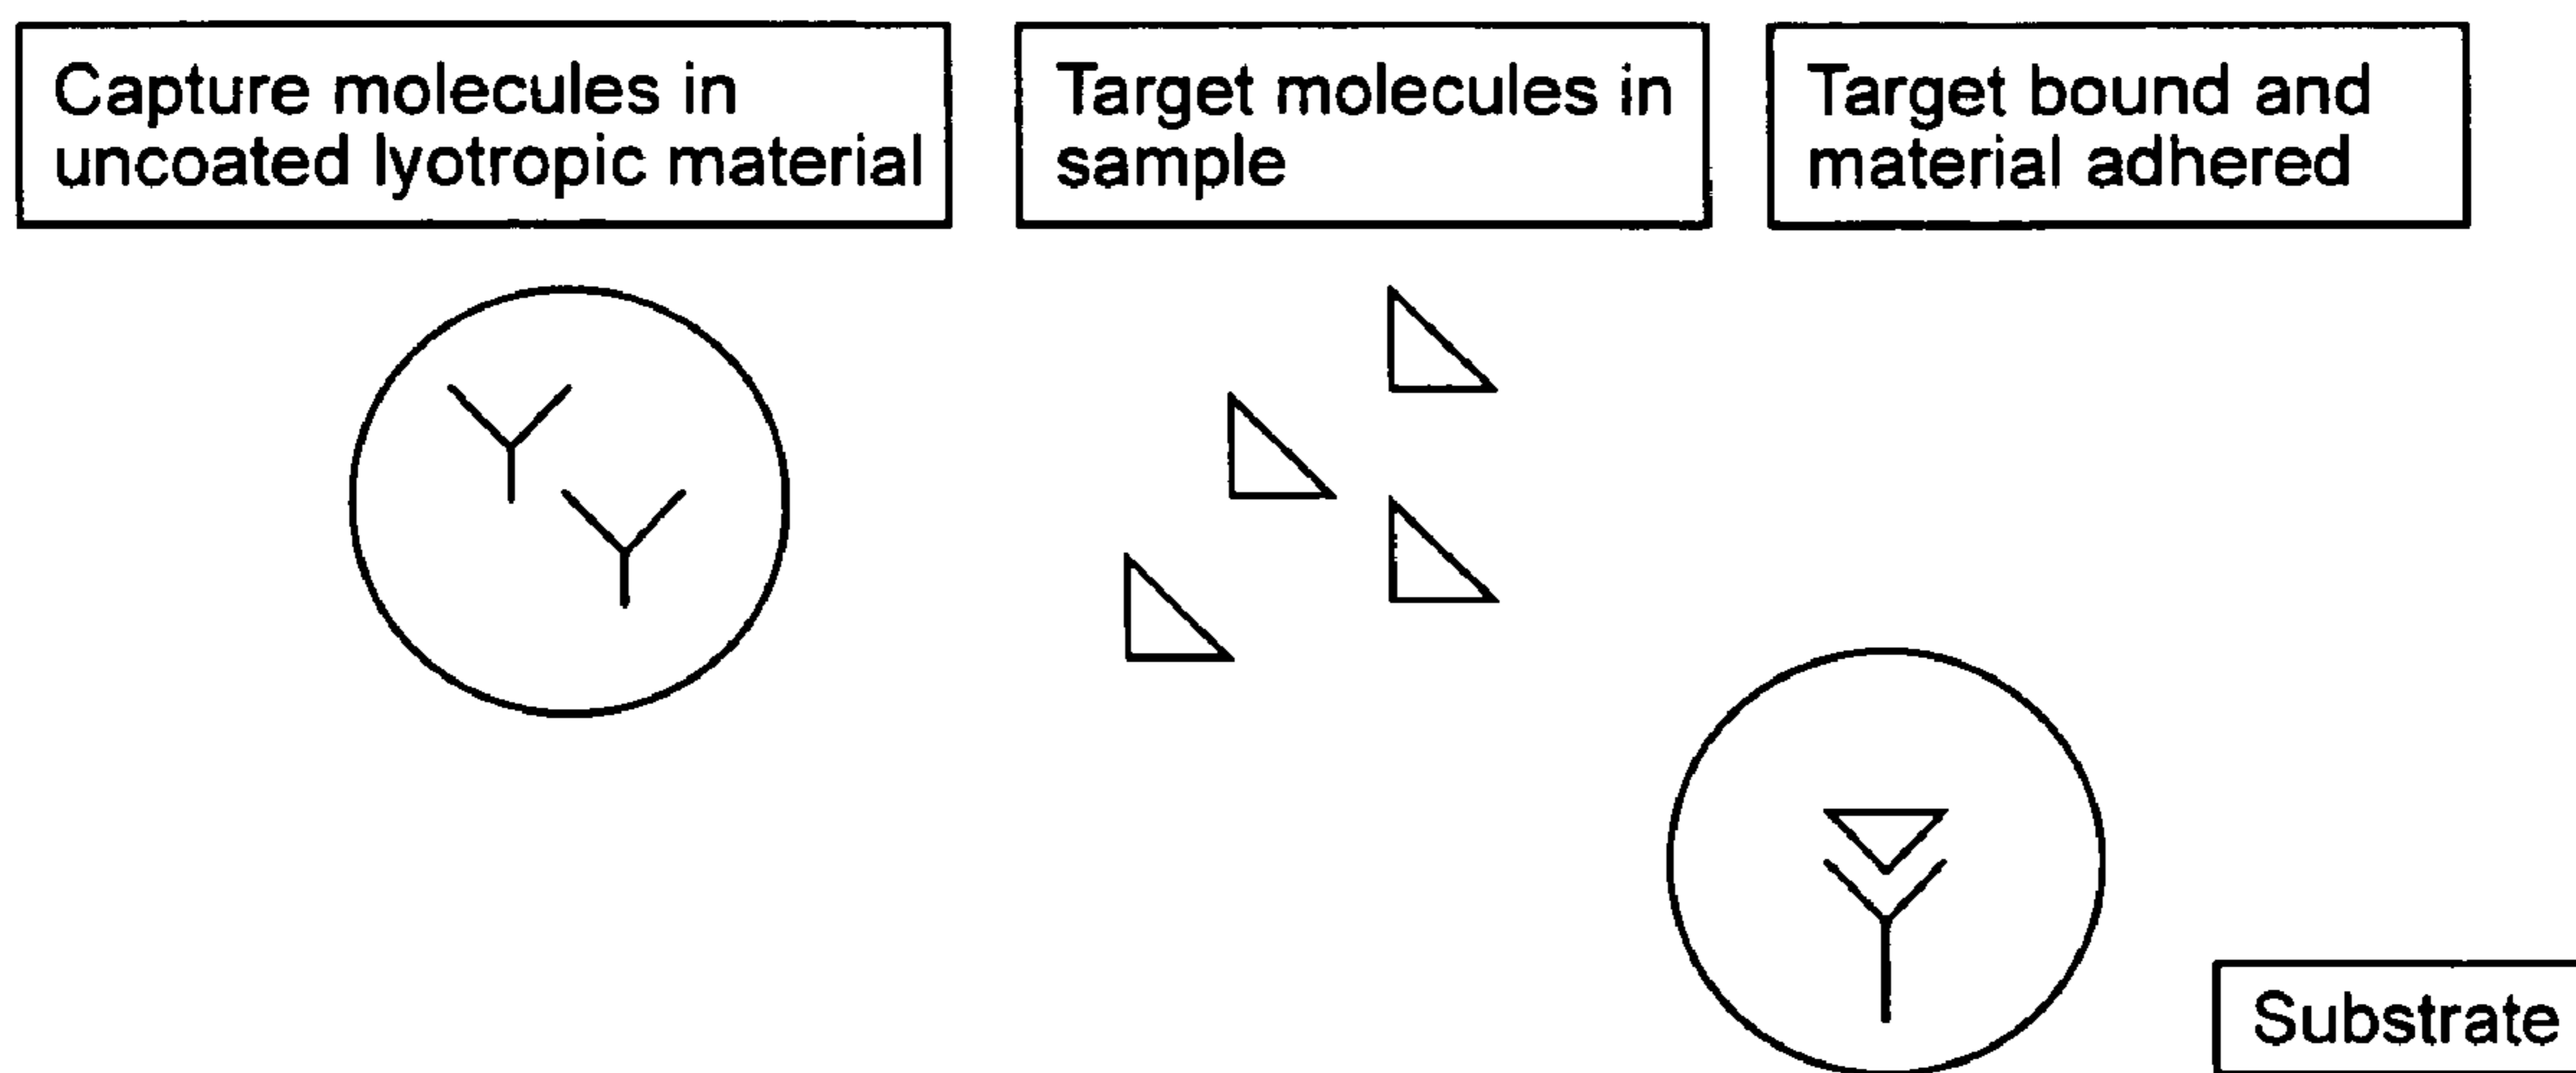 Capture molecules in
uncoated lyotropic material
Target molecules in
sample
Target bound and
material adhered
Substrate